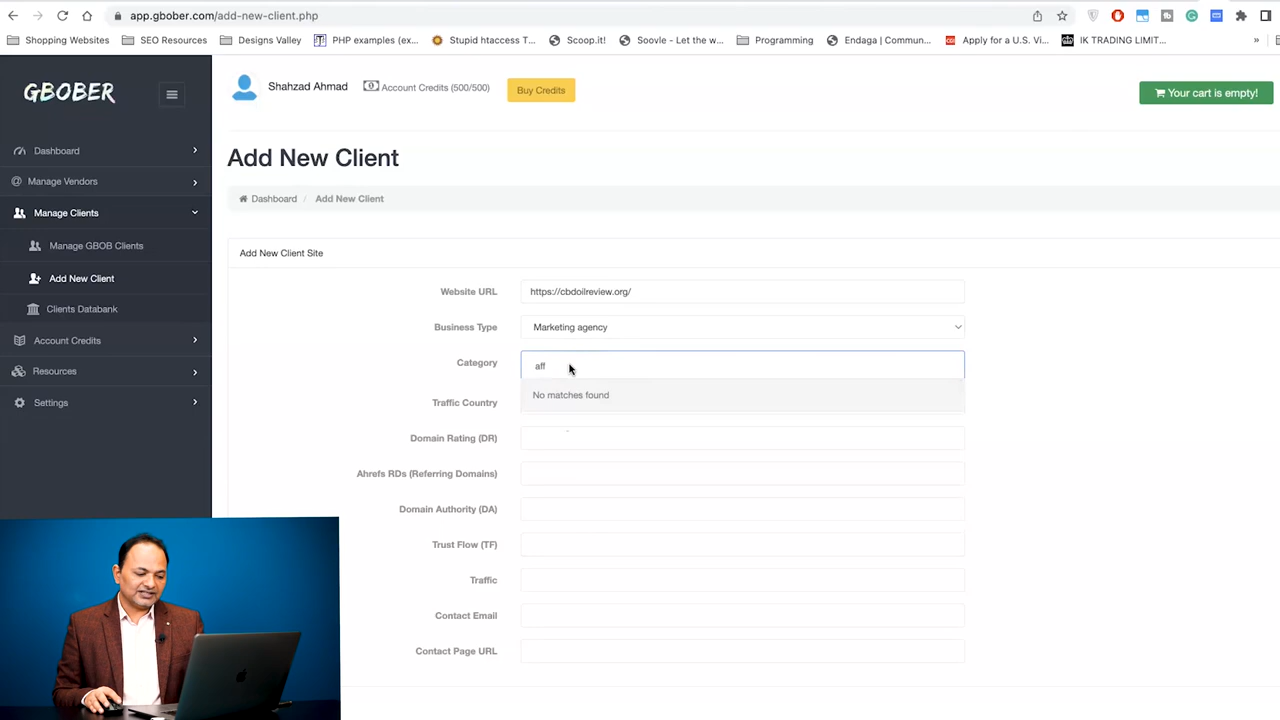 app.gbober.com/add-new-client.php
Shopping Websites
SEO Resources
Designs Valley
PHP examples (ex...
Stupid htaccess T...
Scoop.it!
Soovle - Let the w...
Programming
Endaga | Commun...
Apply for a U.S. Vi...
IK TRADING LIMIT...
»
GBOBER
Shahzad Ahmad
Account Credits (500/500)
Buy Credits
Your cart is empty!
Dashboard
Manage Vendors
Manage Clients
Manage GBOB Clients
Add New Client
Clients Databank
Account Credits
Resources
Settings
Add New Client
Dashboard / Add New Client
Add New Client Site
Website URL
https://cbdoilreview.org/
Business Type
Marketing agency
Category
aff
No matches found
Traffic Country
Domain Rating (DR)
Ahrefs RDs (Referring Domains)
Domain Authority (DA)
Trust Flow (TF)
Traffic
Contact Email
Contact Page URL